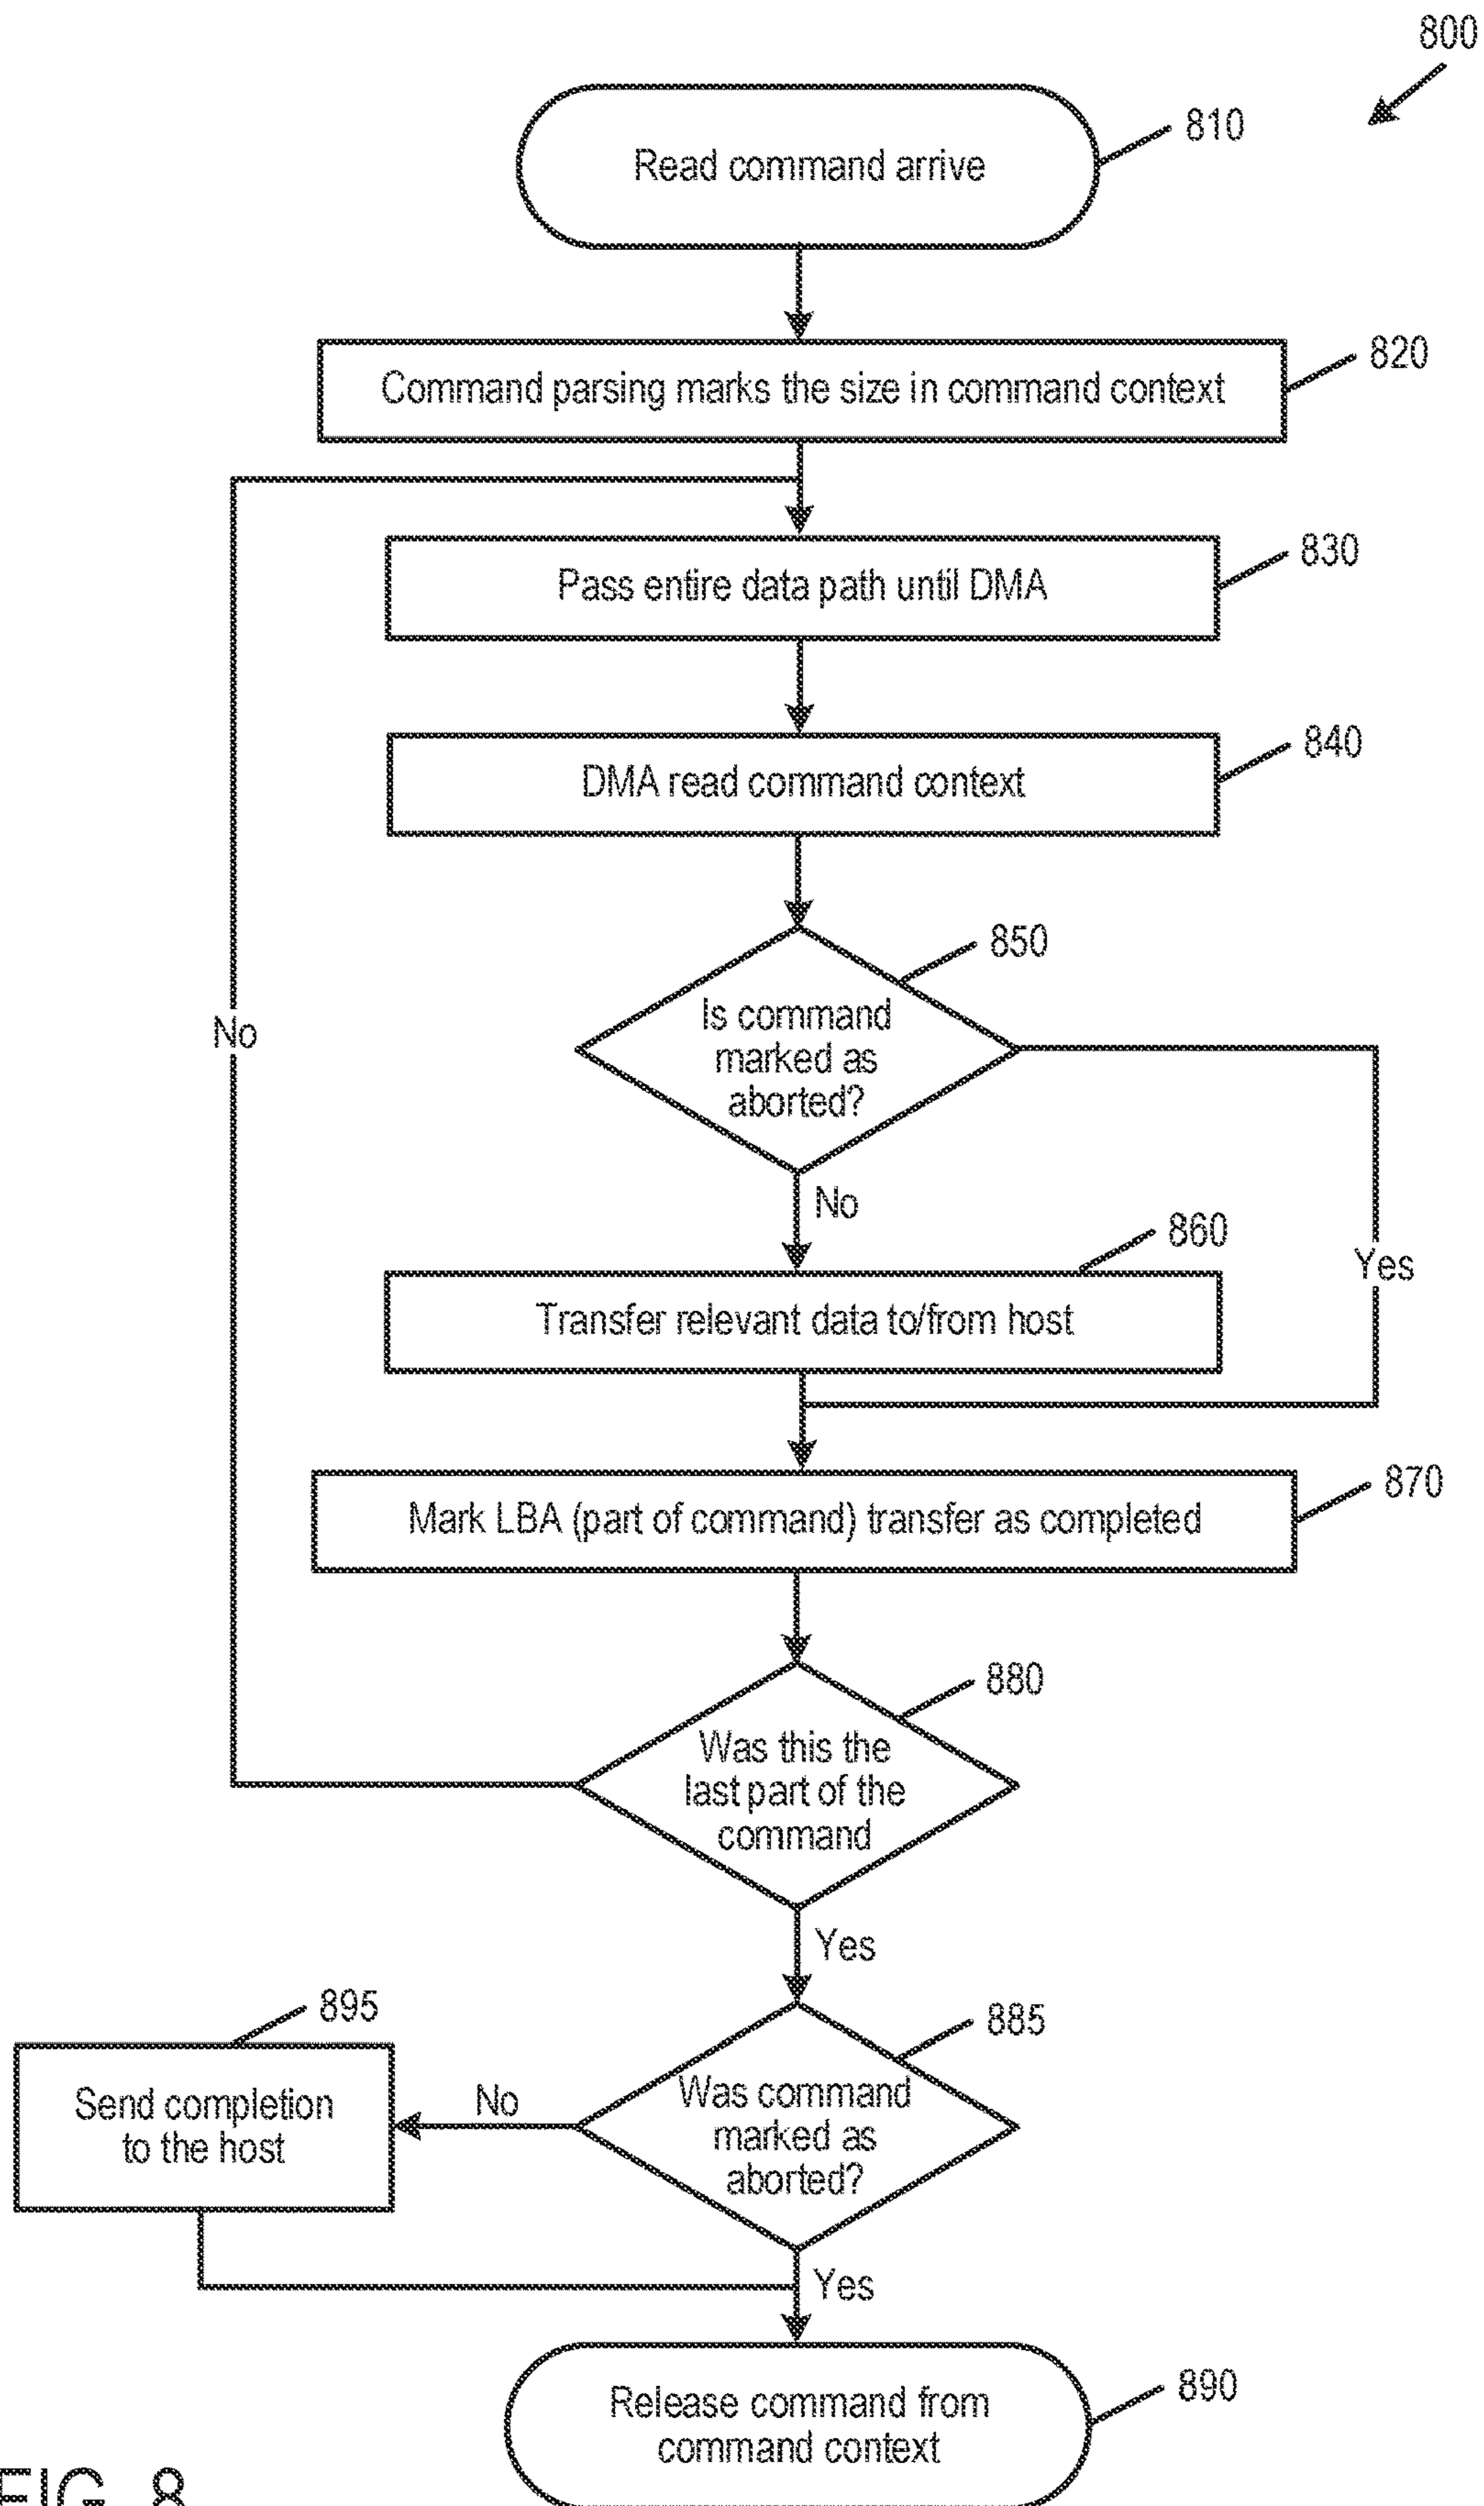 800
Read command arrive
810
Command parsing marks the size in command context
820
Pass entire data path until DMA
830
DMA read command context
840
850
Is command
marked as
aborted?
No
No
Yes
860
Transfer relevant data to/from host
Mark LBA (part of command) transfer as completed
870
880
Was this the
last part of the
command
Yes
895
885
Send completion
to the host
No
Was command
marked as
aborted?
Yes
Release command from
command context
890
FIG. 8